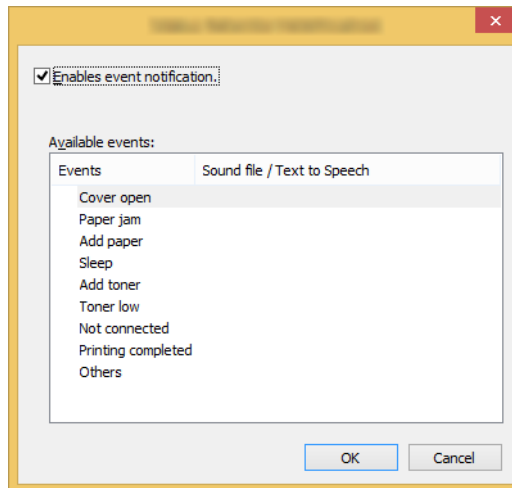 Enables event notification.
Available events:
Events Sound file / Text to Speech
Cover open
Paper jam
Add paper
Sleep
Add toner
Toner low
Not connected
Printing completed
Others
OK Cancel